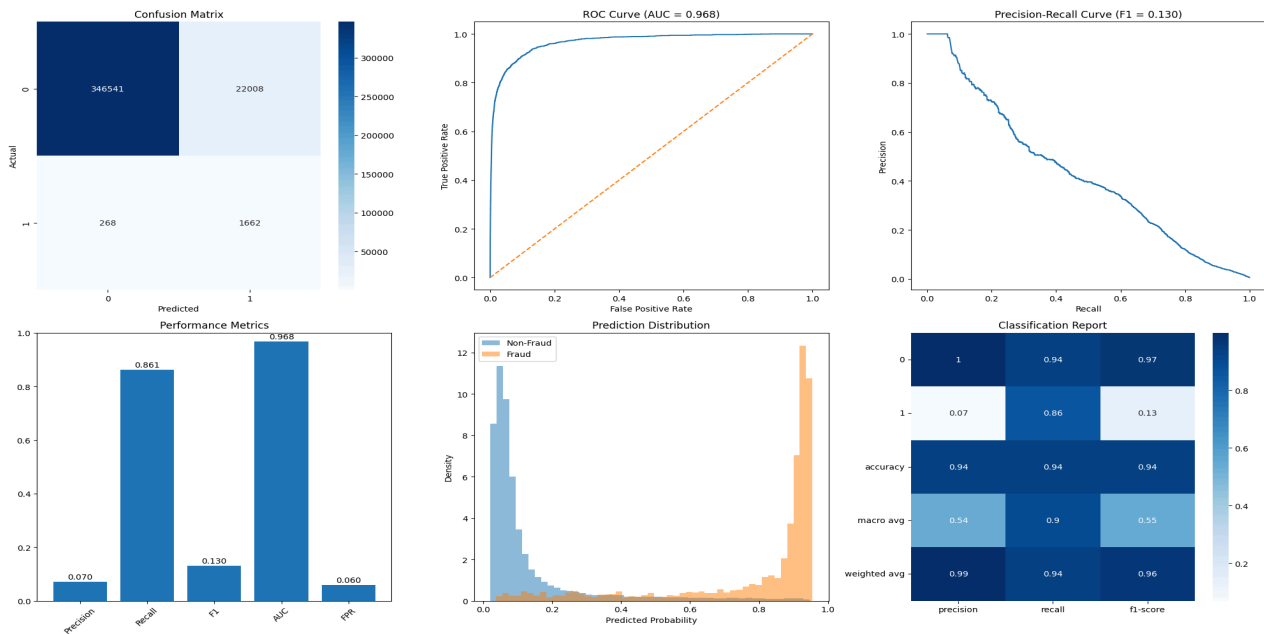 Confusion Matrix
0
1
Actual
346541
22008
268
1662
0
1
Predicted
300000
250000
200000
150000
100000
50000
ROC Curve (AUC = 0.968)
1.0
0.8
0.6
0.4
0.2
0.0
True Positive Rate
0.0 0.2 0.4 0.6 0.8 1.0
False Positive Rate
Precision-Recall Curve (F1 = 0.130)
1.0
0.8
0.6
0.4
0.2
0.0
Precision
0.0 0.2 0.4 0.6 0.8 1.0
Recall
Performance Metrics
1.0
0.8
0.6
0.4
0.2
0.0
0.070
0.861
0.130
0.968
0.060
Precision
Recall
F1
AUC
FPR
Prediction Distribution
Non-Fraud
Fraud
12
10
8
6
4
2
0
Density
0.0 0.2 0.4 0.6 0.8 1.0
Predicted Probability
Classification Report
0 1 0.94 0.97
1 0.07 0.86 0.13
accuracy 0.94 0.94 0.94
macro avg 0.54 0.9 0.55
weighted avg 0.99 0.94 0.96
precision recall f1-score
0.8
0.6
0.4
0.2